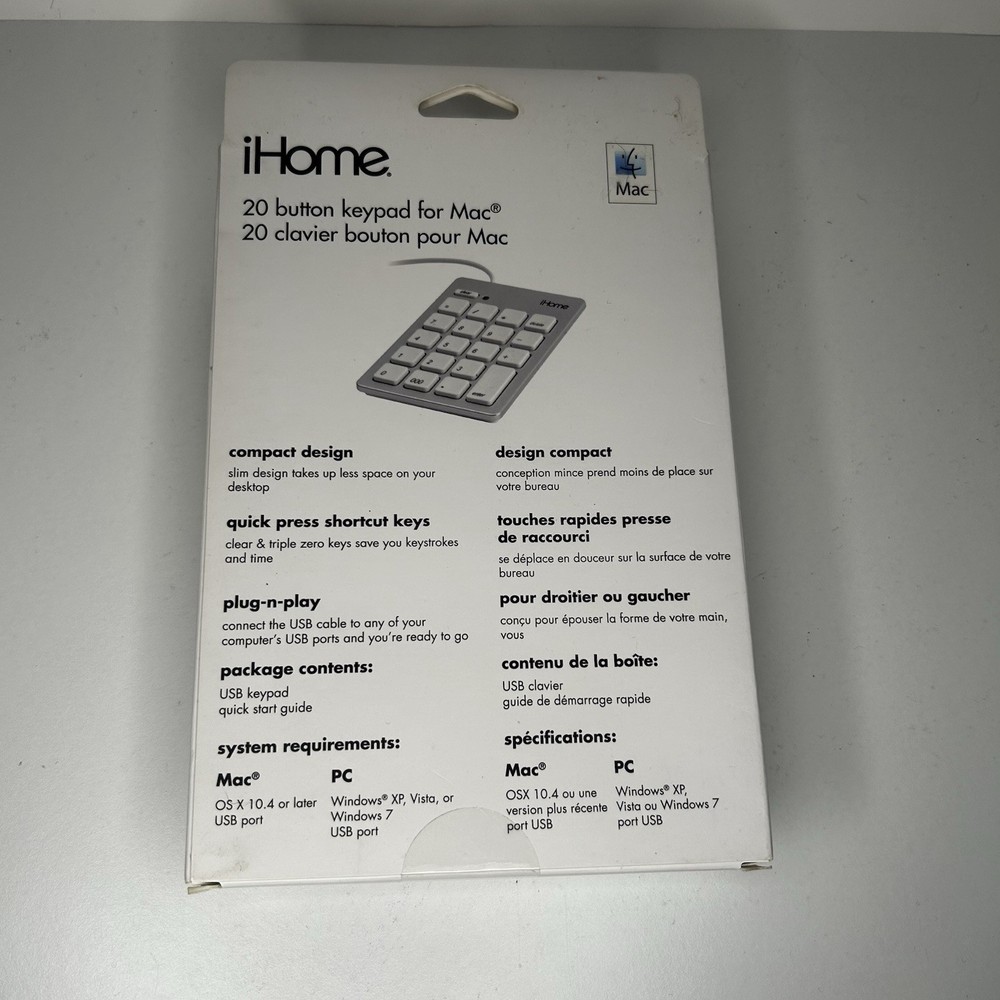 iHome.
Mac
20 button keypad for Mac®
20 clavier bouton pour Mac
iHome
compact design
slim design takes up less space on your
desktop
quick press shortcut keys
clear & triple zero keys save you keystrokes
and time
plug-n-play
connect the USB cable to any of your
computer's USB ports and you're ready to go
package contents:
USB keypad
quick start guide
system requirements:
Mac®
OS X 10.4 or later
USB port
PC
Windows® XP, Vista, or
Windows 7
USB port
design compact
conception mince prend moins de place sur
votre bureau
touches rapides presse
de raccourci
se déplace en douceur sur la surface de votre
bureau
pour droitier ou gaucher
conçu pour épouser la forme de votre main,
vous
contenu de la boîte:
USB clavier
guide de démarrage rapide
spécifications:
Mac®
OSX 10.4 ou une
version plus récente
port USB
PC
Windows® XP,
Vista ou Windows 7
port USB